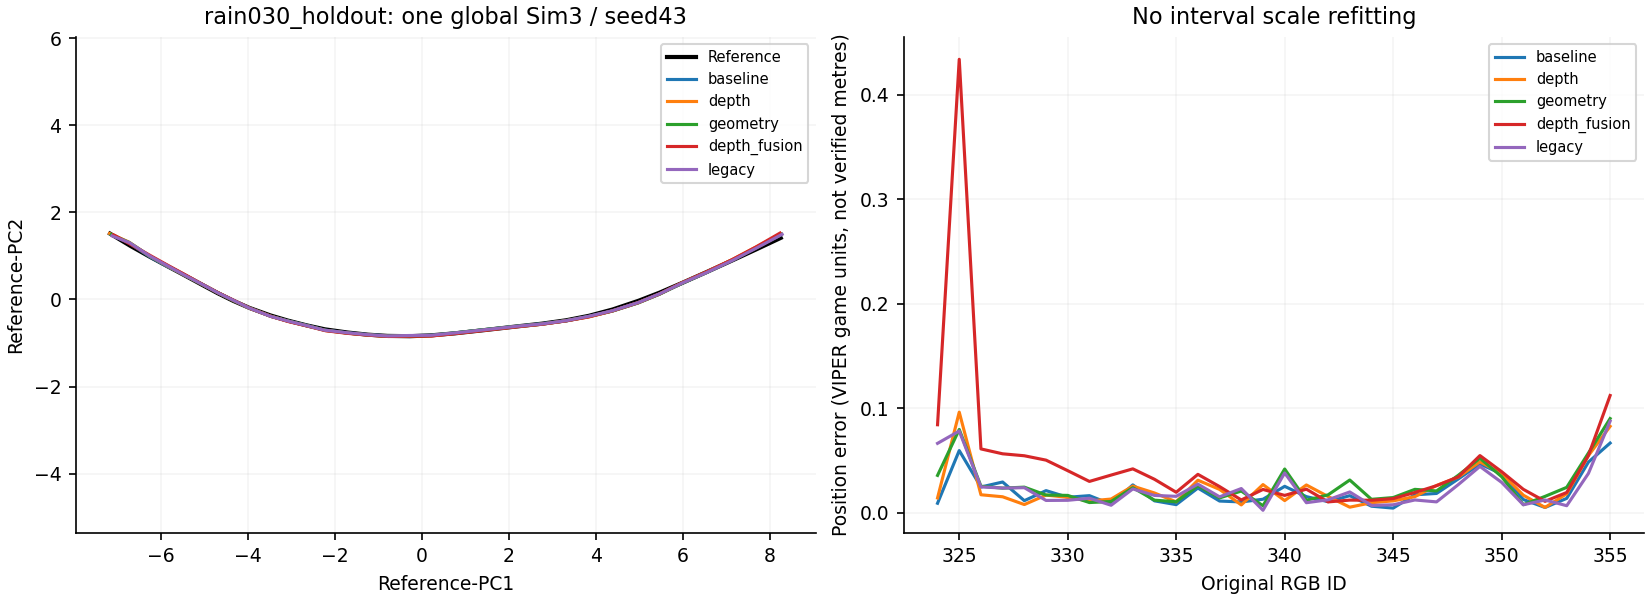 rain030_holdout: one global Sim3 / seed43
6
4
2
0
−2
−4
−6
−4
−2
0
2
4
6
8
Reference-PC2
Reference-PC1
Reference
baseline
depth
geometry
depth_fusion
legacy
No interval scale refitting
0.4
0.3
0.2
0.1
0.0
325
330
335
340
345
350
355
Position error (VIPER game units, not verified metres)
Original RGB ID
baseline
depth
geometry
depth_fusion
legacy